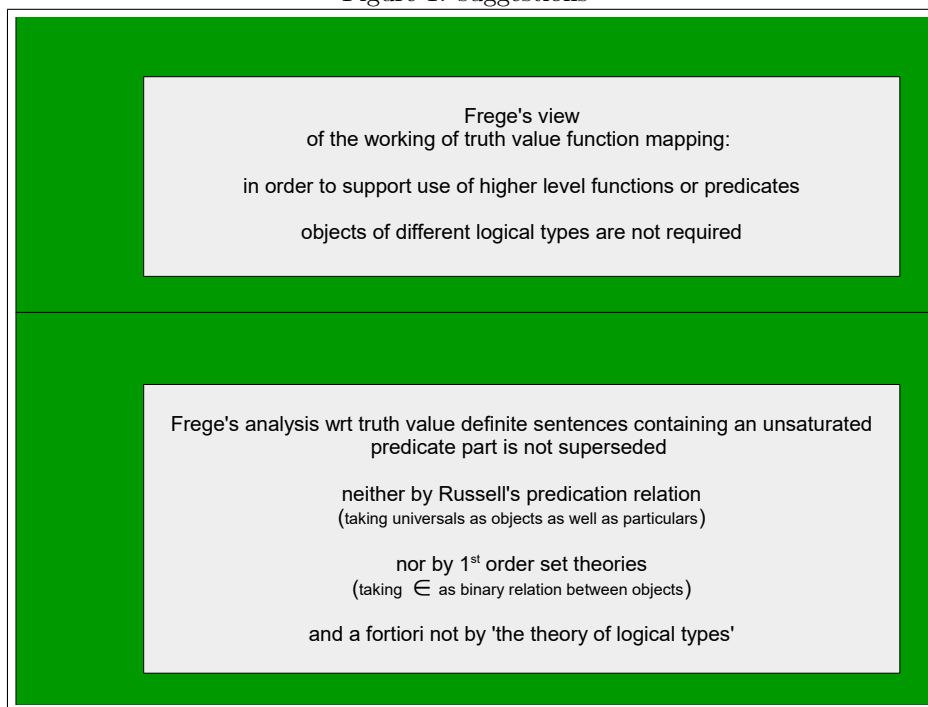 Frege's view
of the working of truth value function mapping:
in order to support use of higher level functions or predicates
objects of different logical types are not required
Frege's analysis wrt truth value definite sentences containing an unsaturated
predicate part is not superseded
neither by Russell's predication relation
(taking universals as objects as well as particulars)
nor by 1st order set theories
(taking ∈ as binary relation between objects)
and a fortiori not by 'the theory of logical types'